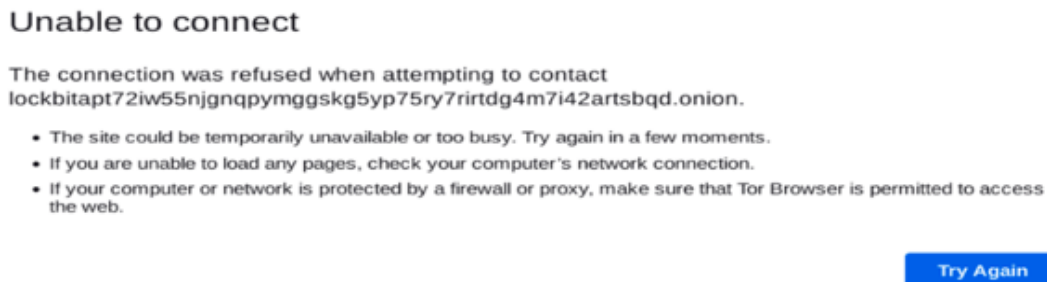 Unable to connect
The connection was refused when attempting to contact
lockbitapt72iw55njgnqpymggskg5yp75ry7rirtdg4m7i42artsbqd.onion.
• The site could be temporarily unavailable or too busy. Try again in a few moments.
• If you are unable to load any pages, check your computer's network connection.
• If your computer or network is protected by a firewall or proxy, make sure that Tor Browser is permitted to access
the web.
Try Again